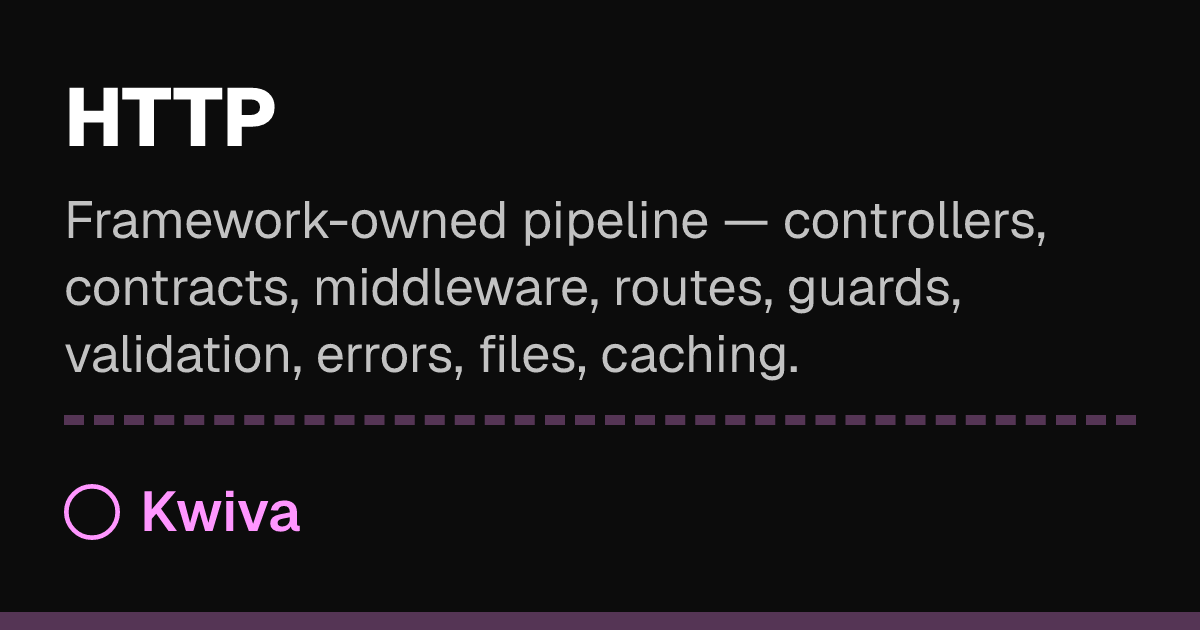 HTTP
Framework-owned pipeline — controllers,
contracts, middleware, routes, guards,
validation, errors, files, caching.
Kwiva